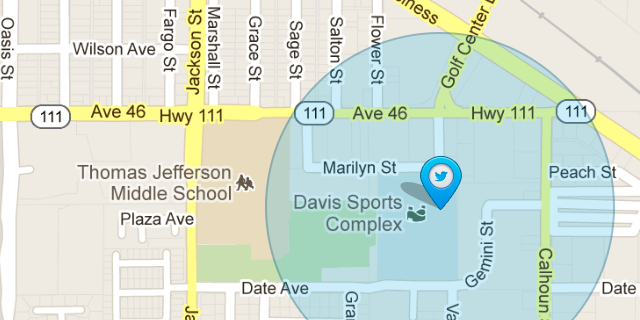 Oasis St
Wilson Ave
Fargo St
Jackson St
Marshall St
Grace St
Sage St
Salton St
Flower St
Golf Center
111
Ave 46
Hwy 111
111
Ave 46
Hwy 111
111
Thomas Jefferson
Middle School
Marilyn St
Peach St
Plaza Ave
Davis Sports
Complex
Gemini St
Calhoun
Date Ave
Date